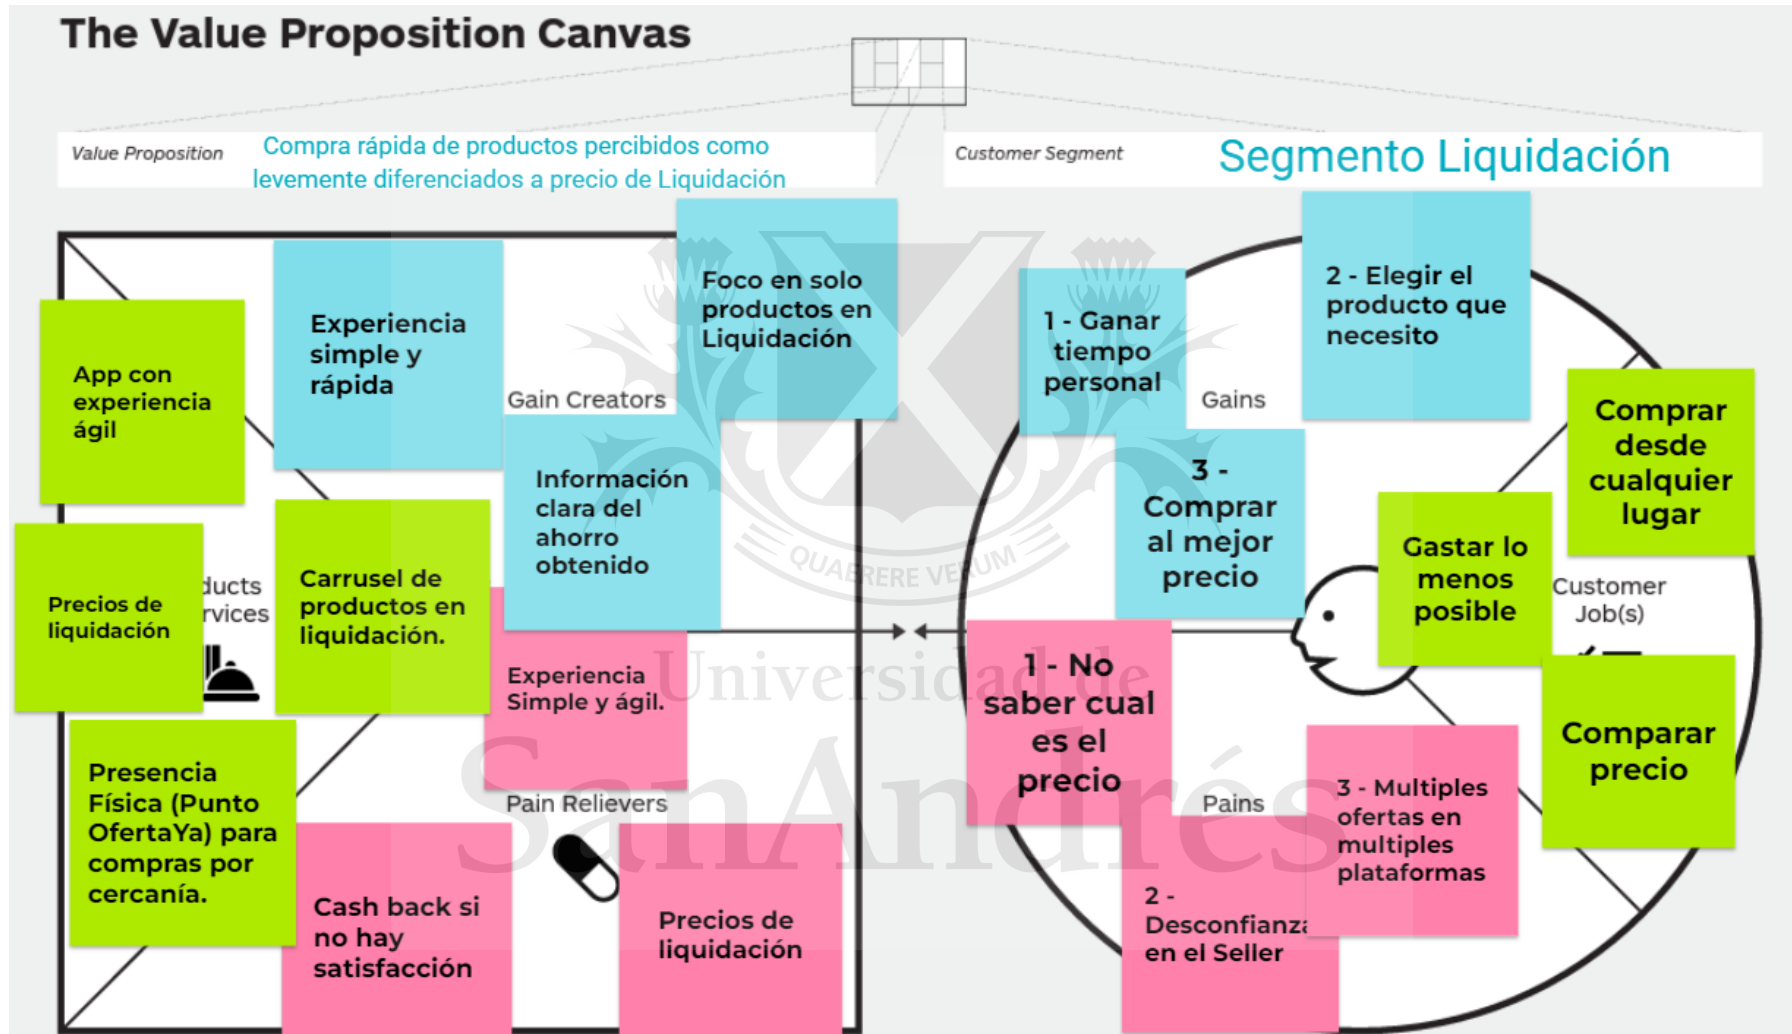 The Value Proposition Canvas
Value Proposition
Compra rápida de productos percibidos como
levemente diferenciados a precio de Liquidación
Customer Segment
Segmento Liquidación
App con
experiencia
ágil
Experiencia
simple y
rápida
Foco en solo
productos en
Liquidación
Gain Creators
Información
clara del
ahorro
obtenido
Precios de
liquidación
ducts
rvices
Carrusel de
productos en
liquidación.
Experiencia
Simple y ágil.
Presencia
Física (Punto
OfertaYa) para
compras por
cercanía.
Pain Relievers
Cash back si
no hay
satisfacción
Precios de
liquidación
1 - Ganar
tiempo
personal
2 - Elegir el
producto que
necesito
Gains
3 -
Comprar
al mejor
precio
Comprar
desde
cualquier
lugar
Gastar lo
menos
posible
Customer
Job(s)
Comparar
precio
1 - No
saber cual
es el
precio
Pains
2 -
Desconfianza
en el Seller
3 - Multiples
ofertas en
multiples
plataformas
QUAERERE VERUM
Universidad de
SanAndrés